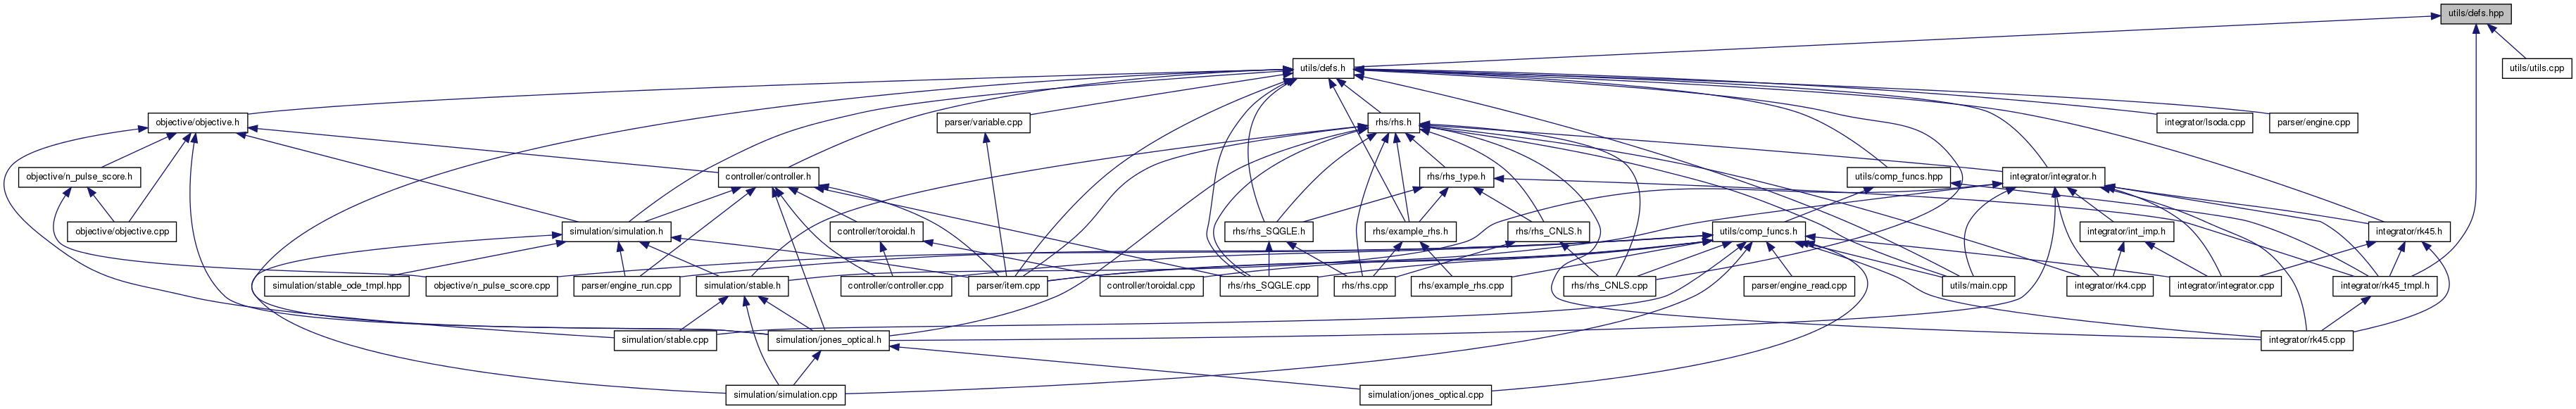 utils/defs.hpp
utils/defs.h
utils/utils.cpp
objective/objective.h
parser/variable.cpp
rhs/rhs.h
integrator/lsoda.cpp
parser/engine.cpp
objective/n_pulse_score.h
controller/controller.h
rhs/rhs_type.h
utils/comp_funcs.hpp
integrator/integrator.h
objective/objective.cpp
simulation/simulation.h
controller/toroidal.h
rhs/rhs_SQGLE.h
rhs/example_rhs.h
rhs/rhs_CNLS.h
utils/comp_funcs.h
integrator/int_imp.h
integrator/rk45.h
simulation/stable_ode_tmpl.hpp
objective/n_pulse_score.cpp
parser/engine_run.cpp
simulation/stable.h
controller/controller.cpp
parser/item.cpp
controller/toroidal.cpp
rhs/rhs_SQGLE.cpp
rhs/rhs.cpp
rhs/example_rhs.cpp
rhs/rhs_CNLS.cpp
parser/engine_read.cpp
utils/main.cpp
integrator/rk4.cpp
integrator/integrator.cpp
integrator/rk45_tmpl.h
simulation/stable.cpp
simulation/jones_optical.h
integrator/rk45.cpp
simulation/simulation.cpp
simulation/jones_optical.cpp